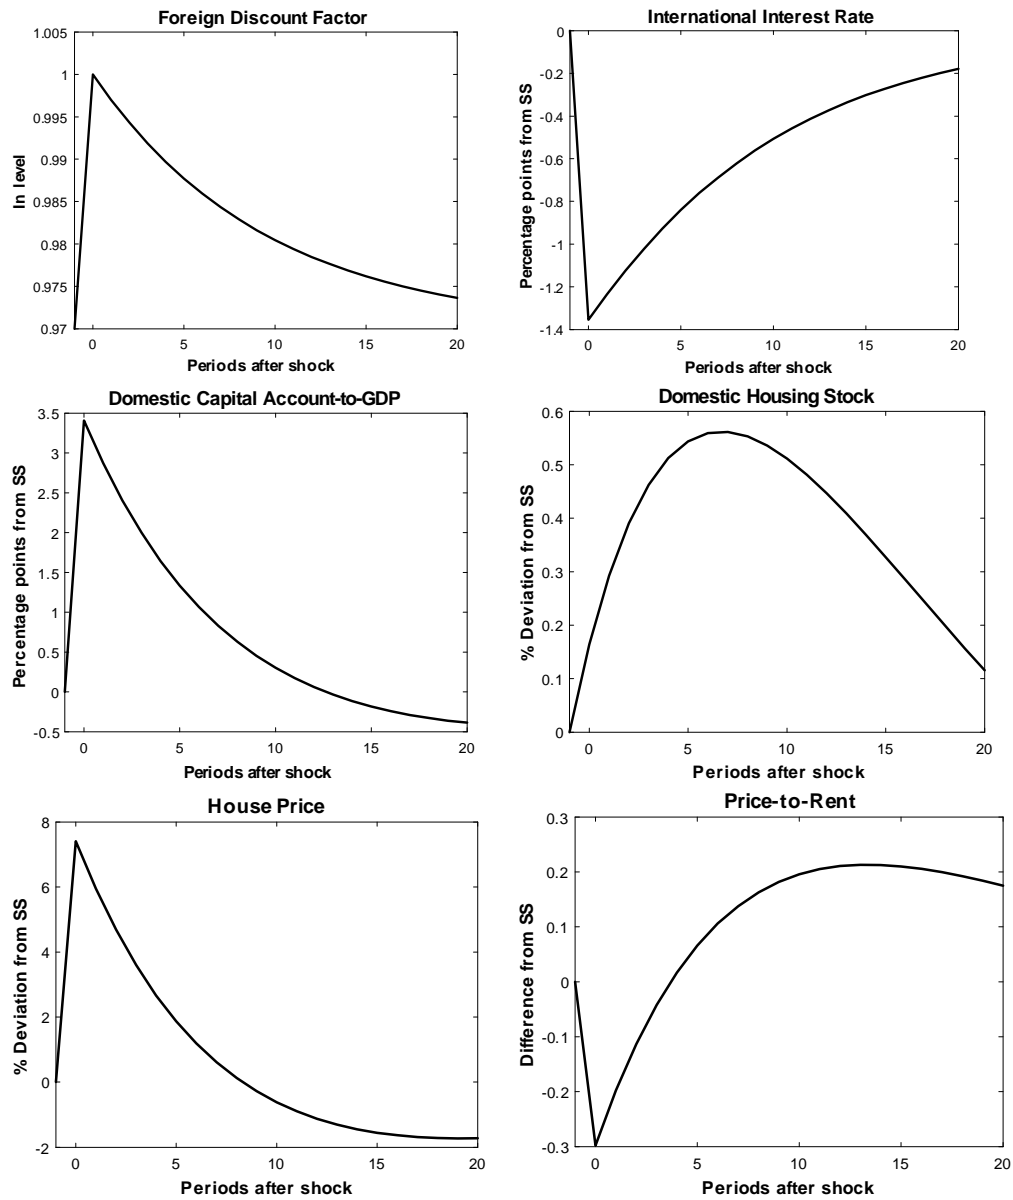 Foreign Discount Factor
1.005
1
0.995
0.99
0.985
0.98
0.975
0.97
In level
0 5 10 15 20
Periods after shock
International Interest Rate
0
-0.2
-0.4
-0.6
-0.8
-1
-1.2
-1.4
Percentage points from SS
0 5 10 15 20
Periods after shock
Domestic Capital Account-to-GDP
3.5
3
2.5
2
1.5
1
0.5
0
-0.5
Percentage points from SS
0 5 10 15 20
Periods after shock
Domestic Housing Stock
0.6
0.5
0.4
0.3
0.2
0.1
0
% Deviation from SS
0 5 10 15 20
Periods after shock
House Price
8
6
4
2
0
-2
% Deviation from SS
0 5 10 15 20
Periods after shock
Price-to-Rent
0.3
0.2
0.1
0
-0.1
-0.2
-0.3
Difference from SS
0 5 10 15 20
Periods after shock